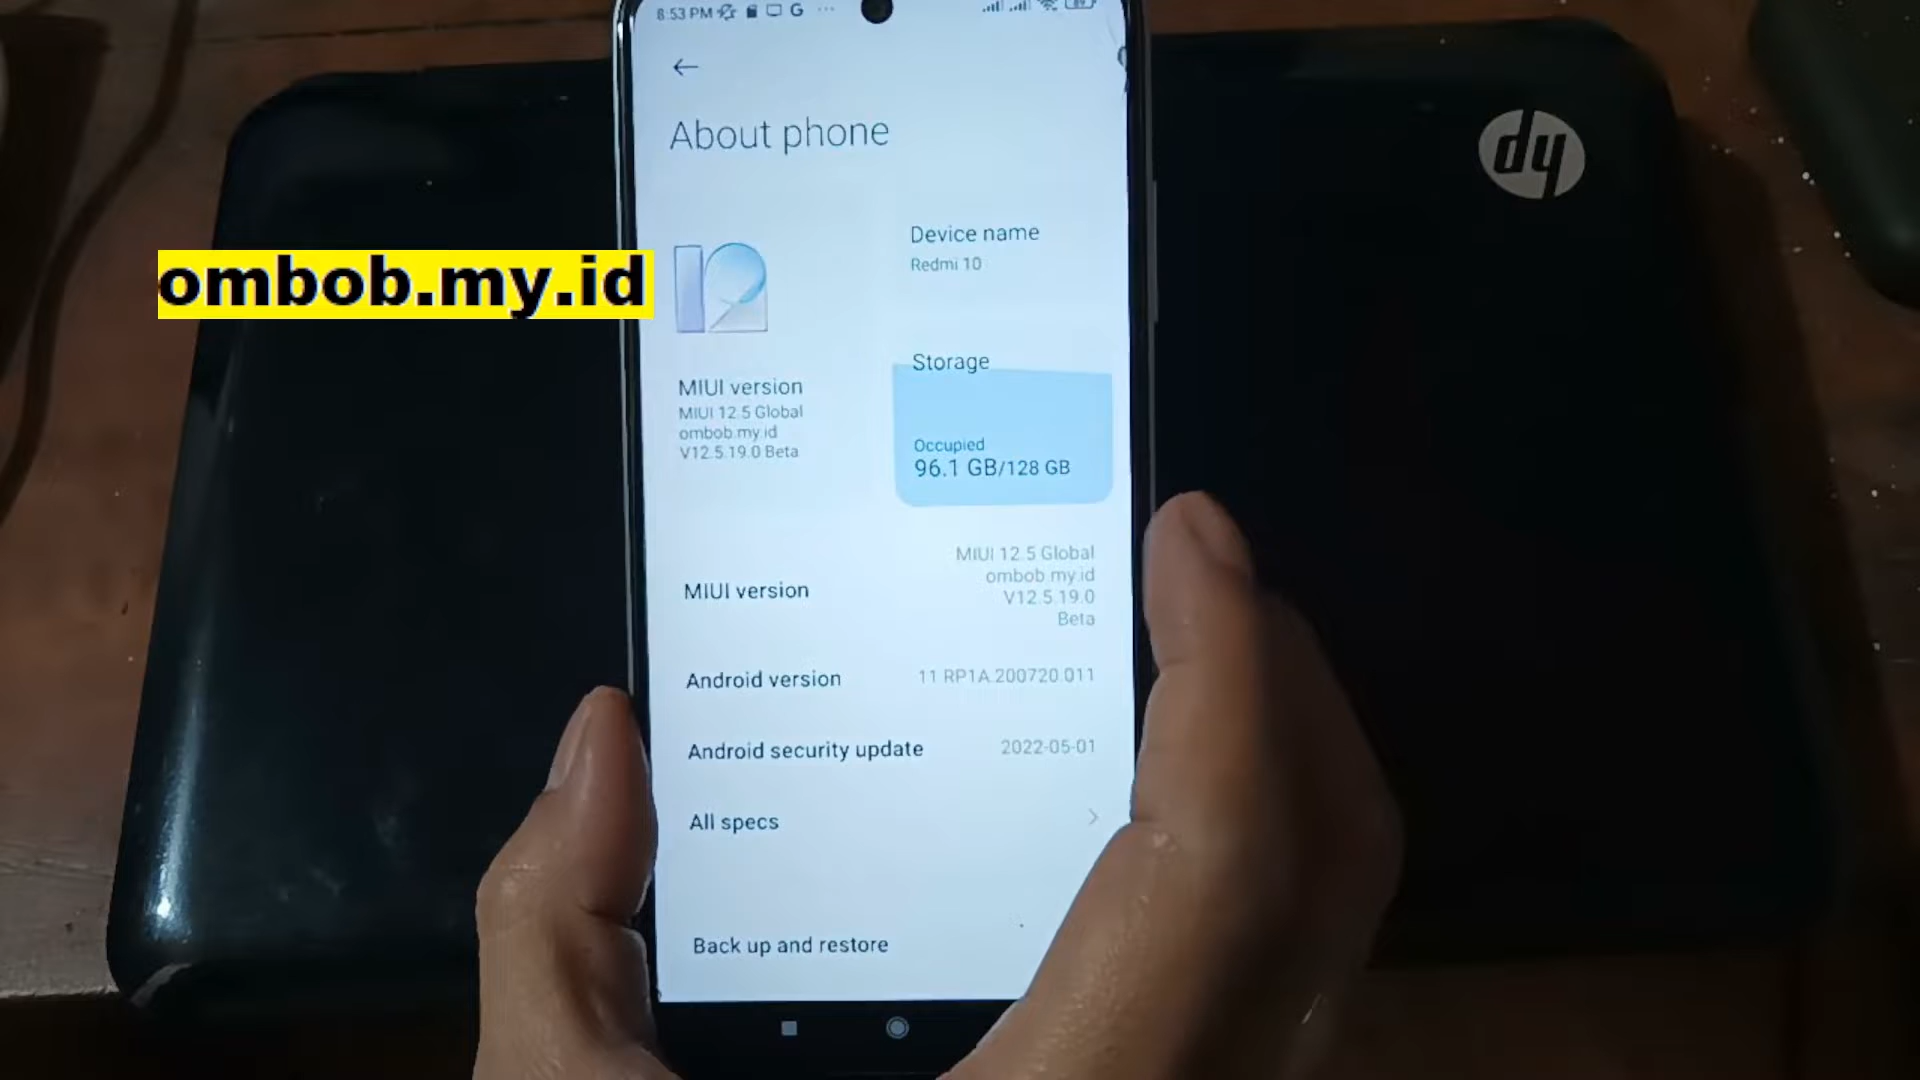 8:53 PM
About phone
Device name
Redmi 10
ombob.my.id
12
MIUI version
MIUI 12.5 Global
ombob.my.id
V12.5.19.0 Beta
Storage
Occupied
96.1 GB/128 GB
MIUI version
MIUI 12.5 Global
ombob.my.id
V12.5.19.0
Beta
Android version
11 RP1A.200720.011
Android security update
2022-05-01
All specs
Back up and restore
hp